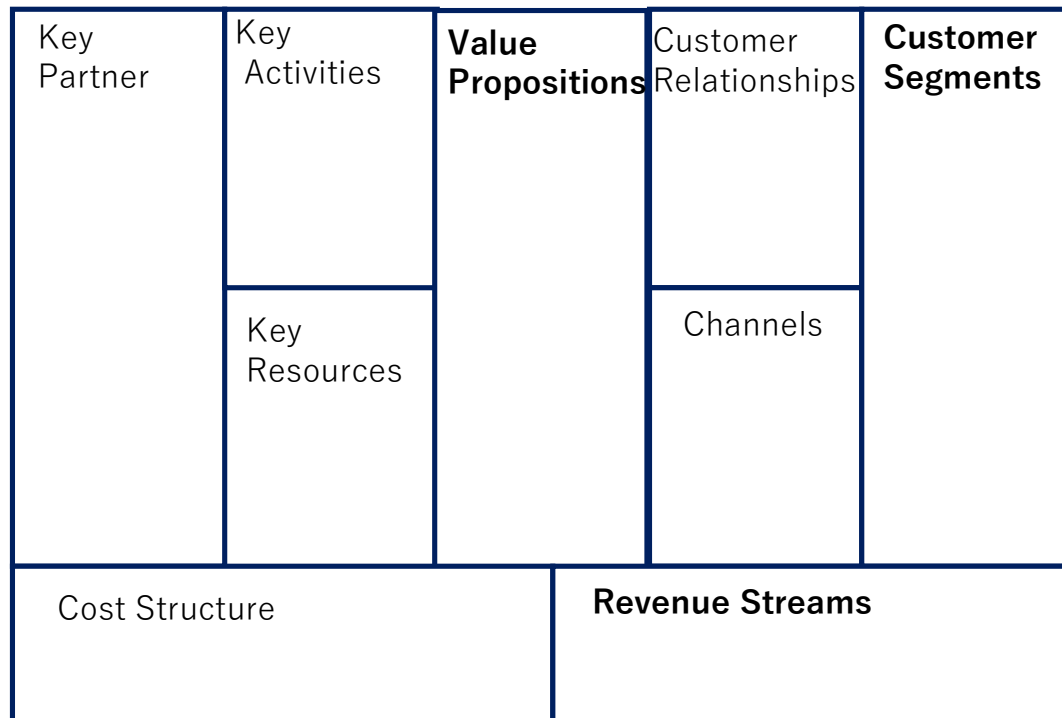 Key
Partner
Key
Activities
Value
Propositions
Customer
Relationships
Customer
Segments
Key
Resources
Channels
Cost Structure
Revenue Streams